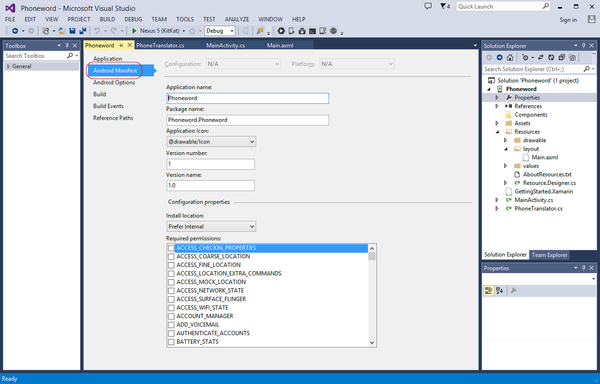 Phoneword - Microsoft Visual Studio
4
Quick Launch (Ctrl+Q)
FILE EDIT VIEW PROJECT BUILD DEBUG TEAM TOOLS TEST ANALYZE WINDOW HELP
Sign in
Nexus 5 (KitKat) Debug
Toolbox
Search Toolbox
General
Phoneword PhoneTranslator.cs MainActivity.cs Main.axml
Application
Android Manifest
Android Options
Build
Build Events
Reference Paths
Configuration: N/A Platform: N/A
Application name:
Phoneword
Package name:
Phoneword.Phoneword
Application Icon:
@drawable/Icon
Version number:
1
Version name:
1.0
Configuration properties
Install location:
Prefer Internal
Required permissions:
ACCESS_CHECKIN_PROPERTIES
ACCESS_COARSE_LOCATION
ACCESS_FINE_LOCATION
ACCESS_LOCATION_EXTRA_COMMANDS
ACCESS_MOCK_LOCATION
ACCESS_NETWORK_STATE
ACCESS_SURFACE_FLINGER
ACCESS_WIFI_STATE
ACCOUNT_MANAGER
ADD_VOICEMAIL
AUTHENTICATE_ACCOUNTS
BATTERY_STATS
Solution Explorer
Search Solution Explorer (Ctrl+;)
Solution 'Phoneword' (1 project)
Phoneword
Properties
References
Components
Assets
Resources
drawable
layout
Main.axml
values
AboutResources.txt
Resource.Designer.cs
GettingStarted.Xamarin
MainActivity.cs
PhoneTranslator.cs
Solution Explorer Team Explorer
Properties
Ready